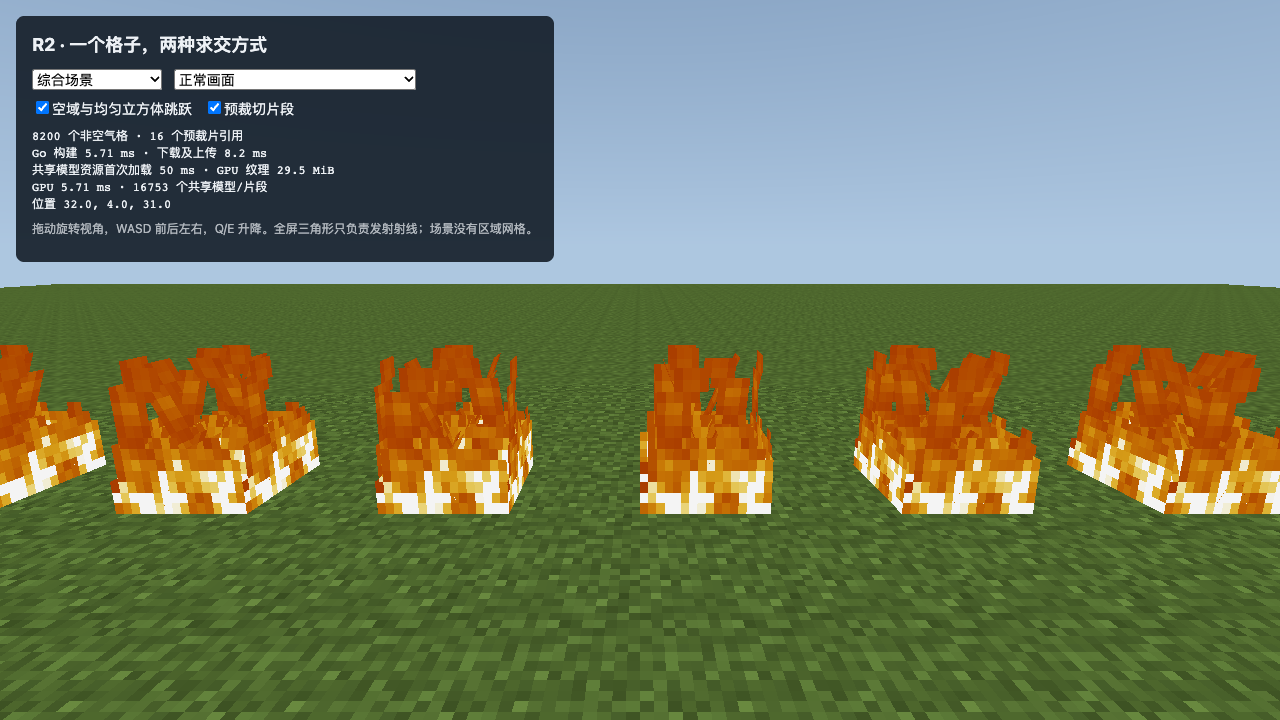 R2 · 一个格子，两种求交方式
综合场景 正常画面
空域与均匀立方体跳跃 预裁切片段
8200 个非空气格 · 16 个预裁片引用
Go 构建 5.71 ms · 下载及上传 8.2 ms
共享模型资源首次加载 50 ms · GPU 纹理 29.5 MiB
GPU 5.71 ms · 16753 个共享模型/片段
位置 32.0, 4.0, 31.0
拖动旋转视角，WASD 前后左右，Q/E 升降。全屏三角形只负责发射射线；场景没有区域网格。